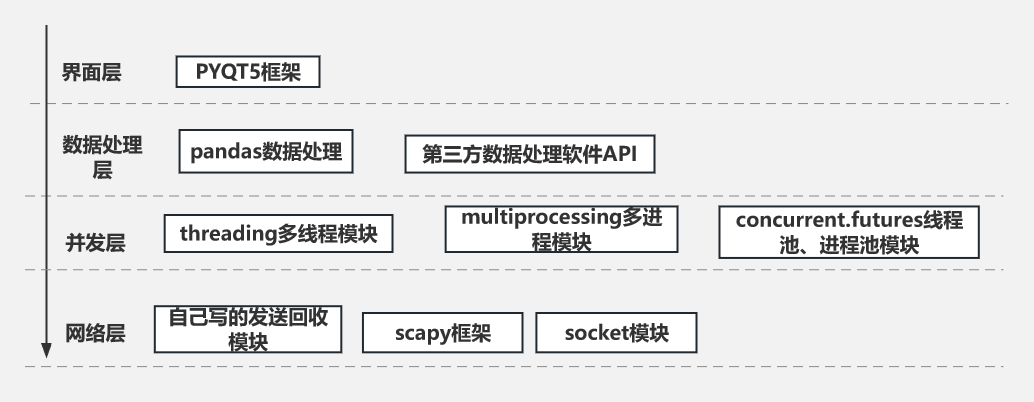 界面层
PYQT5框架
数据处理
层
pandas数据处理
第三方数据处理软件API
并发层
threading多线程模块
multiprocessing多进
程模块
concurrent.futures线程
池、进程池模块
网络层
自己写的发送回收
模块
scapy框架
socket模块